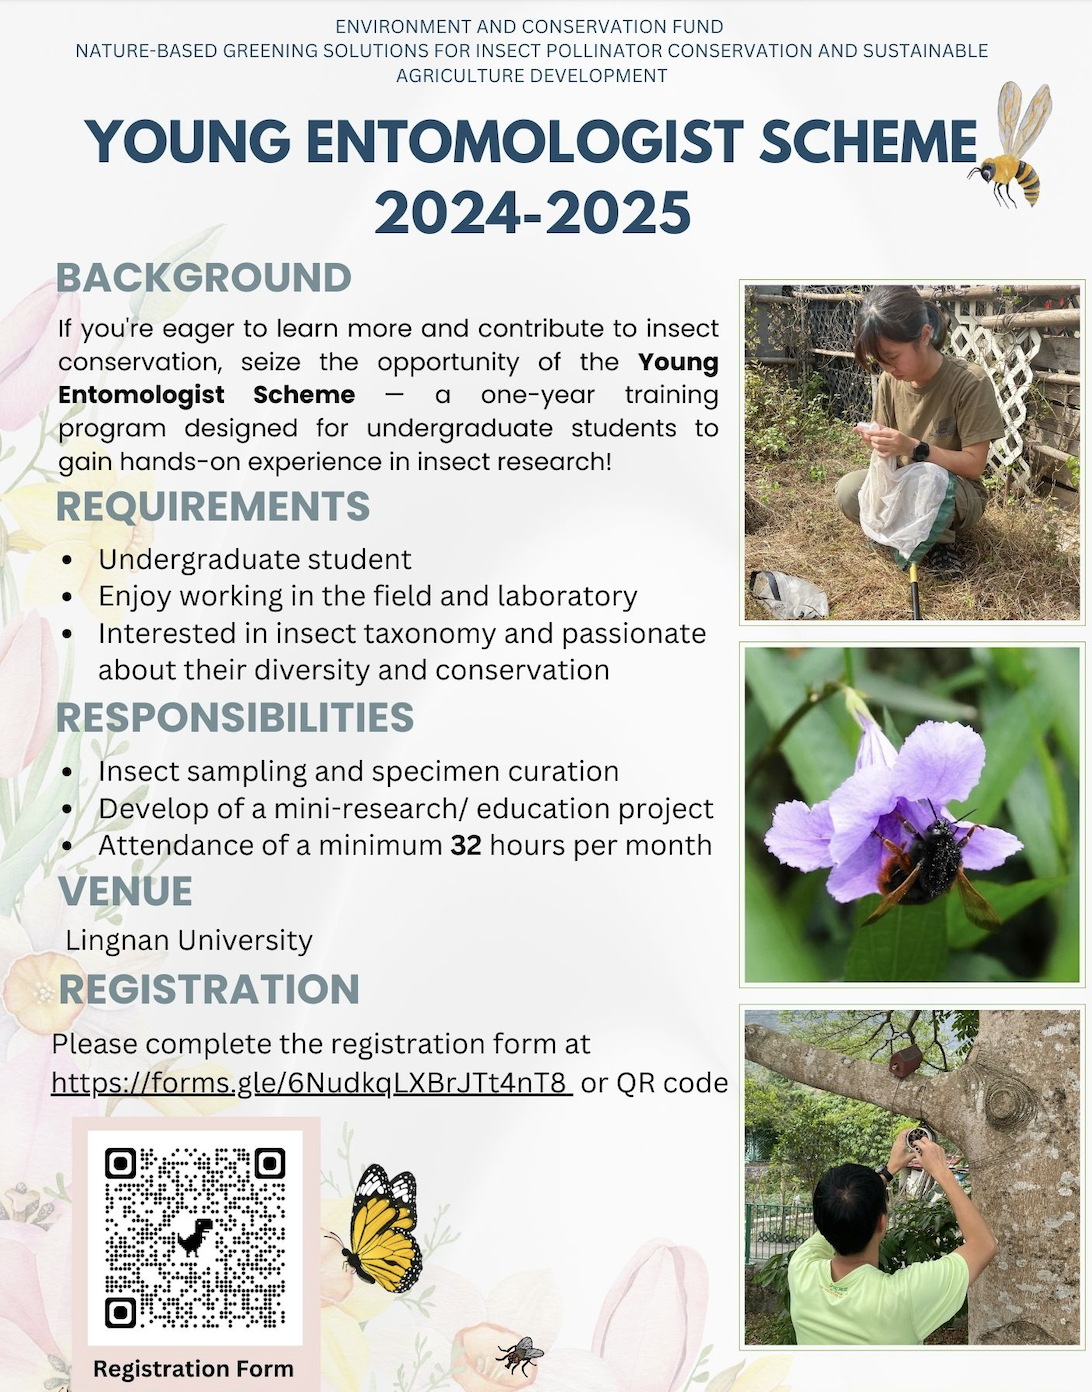 ENVIRONMENT AND CONSERVATION FUND
NATURE-BASED GREENING SOLUTIONS FOR INSECT POLLINATOR CONSERVATION AND SUSTAINABLE
AGRICULTURE DEVELOPMENT
YOUNG ENTOMOLOGIST SCHEME
2024-2025
BACKGROUND
If you're eager to learn more and contribute to insect
conservation, seize the opportunity of the Young
Entomologist Scheme — a one-year training
program designed for undergraduate students to
gain hands-on experience in insect research!
REQUIREMENTS
• Undergraduate student
• Enjoy working in the field and laboratory
• Interested in insect taxonomy and passionate
about their diversity and conservation
RESPONSIBILITIES
• Insect sampling and specimen curation
• Develop of a mini-research/ education project
• Attendance of a minimum 32 hours per month
VENUE
Lingnan University
REGISTRATION
Please complete the registration form at
https://forms.gle/6NudkqLXBrJTt4nT8 or QR code
Registration Form